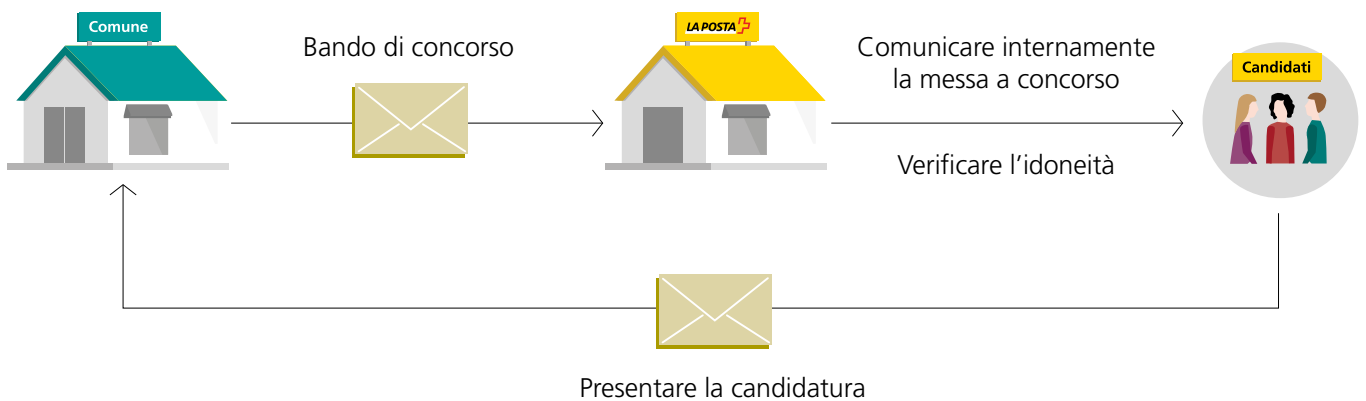 Comune
Bando di concorso
LA POSTA
Comunicare internamente
la messa a concorso
Verificare l’idoneità
Candidati
Presentare la candidatura